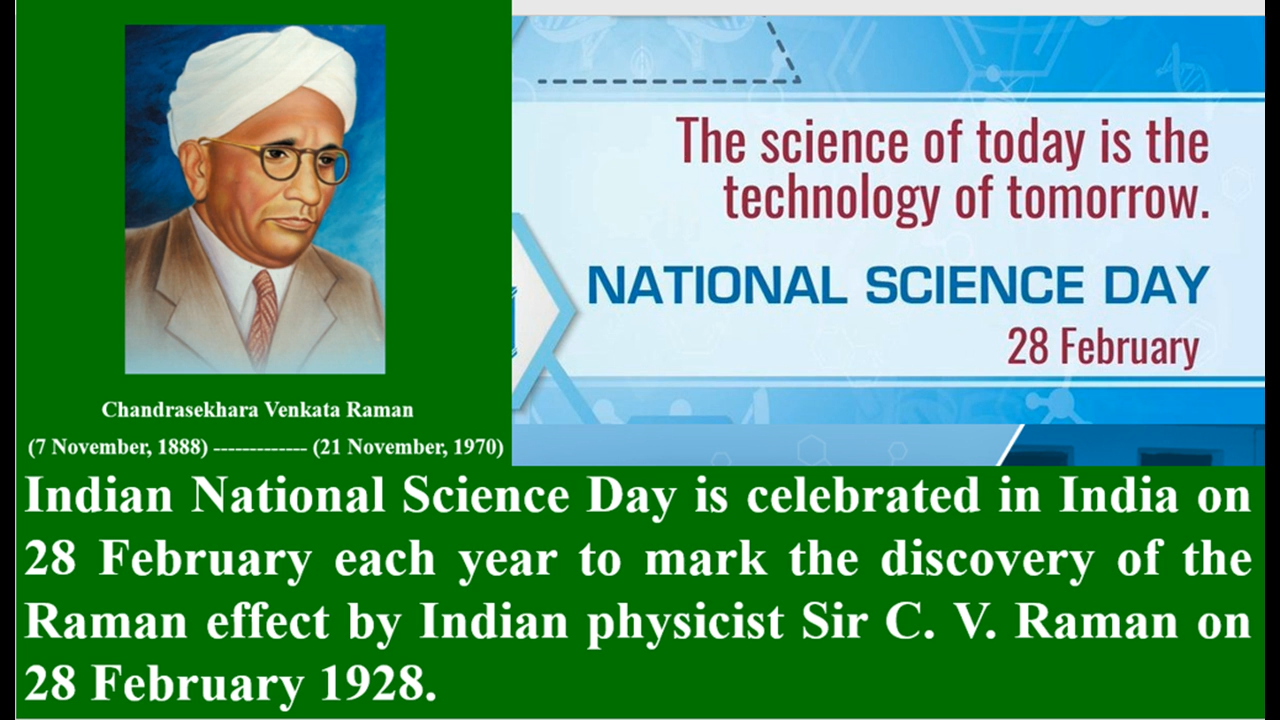 The science of today is the
technology of tomorrow.
NATIONAL SCIENCE DAY
28 February
Chandrasekhara Venkata Raman
(7 November, 1888) ------------- (21 November, 1970)
Indian National Science Day is celebrated in India on
28 February each year to mark the discovery of the
Raman effect by Indian physicist Sir C. V. Raman on
28 February 1928.